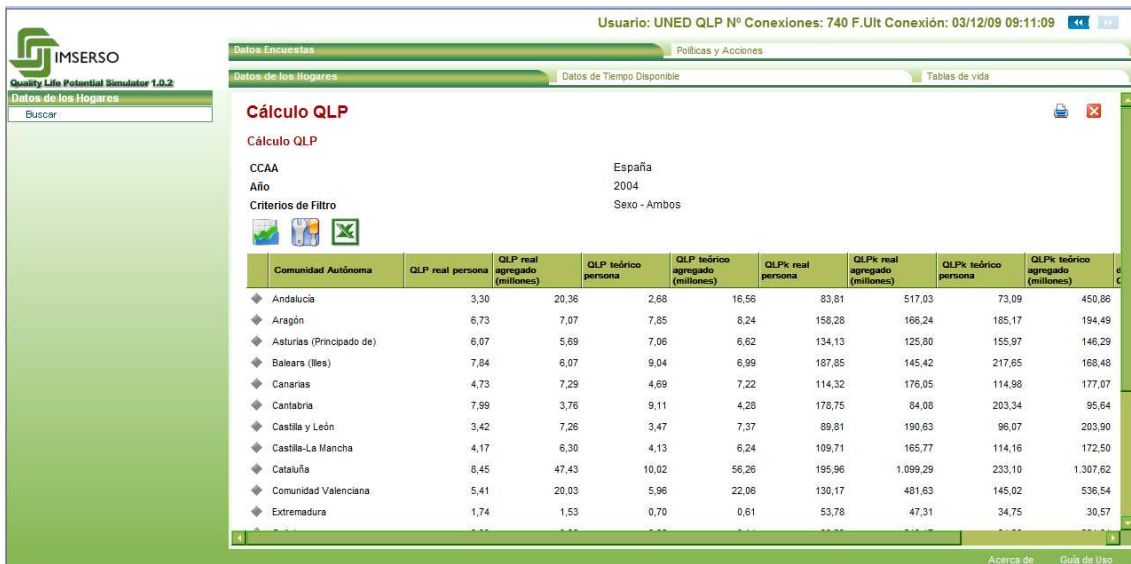 Usuario: UNED QLP Nº Conexiones: 740 F.Ult Conexión: 03/12/09 09:11:09
IMSERSO
Quality Life Potential Simulator 1.0.2
Datos Encuestas Políticas y Acciones
Datos de los Hogares Datos de Tiempo Disponible Tablas de vida
Datos de los Hogares
Buscar
Cálculo QLP
Cálculo QLP
CCAA España
Año 2004
Criterios de Filtro Sexo - Ambos
Comunidad Autónoma QLP real persona QLP real agregado (millones) QLP teórico persona QLP teórico agregado (millones) QLPk real persona QLPk real agregado (millones) QLPk teórico persona QLPk teórico agregado (millones)
Andalucía 3,30 20,36 2,68 16,56 83,81 517,03 73,09 450,86
Aragón 6,73 7,07 7,85 8,24 158,28 166,24 185,17 194,49
Asturias (Principado de) 6,07 5,69 7,06 6,62 134,13 125,80 155,97 146,29
Balears (Illes) 7,84 6,07 9,04 6,99 187,85 145,42 217,65 168,48
Canarias 4,73 7,29 4,69 7,22 114,32 176,05 114,98 177,07
Cantabria 7,99 3,76 9,11 4,28 178,75 84,08 203,34 95,64
Castilla y León 3,42 7,26 3,47 7,37 89,81 190,63 96,07 203,90
Castilla-La Mancha 4,17 6,30 4,13 6,24 109,71 165,77 114,16 172,50
Cataluña 8,45 47,43 10,02 56,26 195,96 1.099,29 233,10 1.307,62
Comunidad Valenciana 5,41 20,03 5,96 22,06 130,17 481,63 145,02 536,54
Extremadura 1,74 1,53 0,70 0,61 53,78 47,31 34,75 30,57
Acerca de Guía de Uso